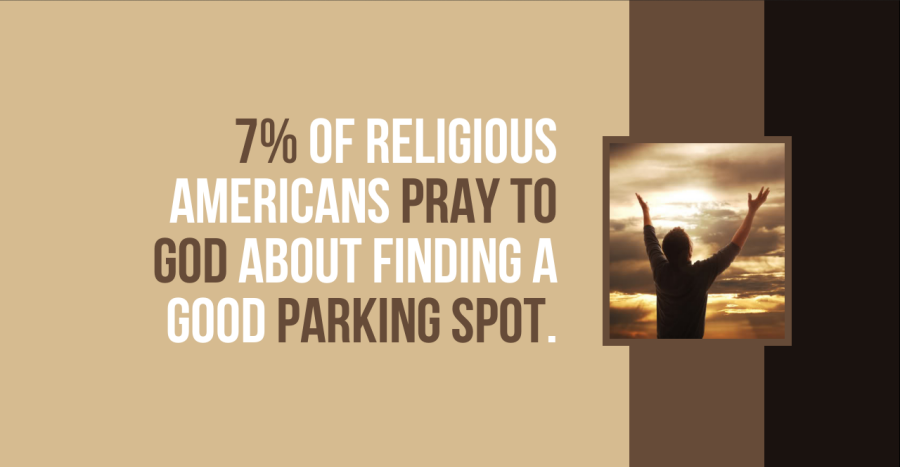 7% OF RELIGIOUS
AMERICANS PRAY TO
GOD ABOUT FINDING A
GOOD PARKING SPOT.